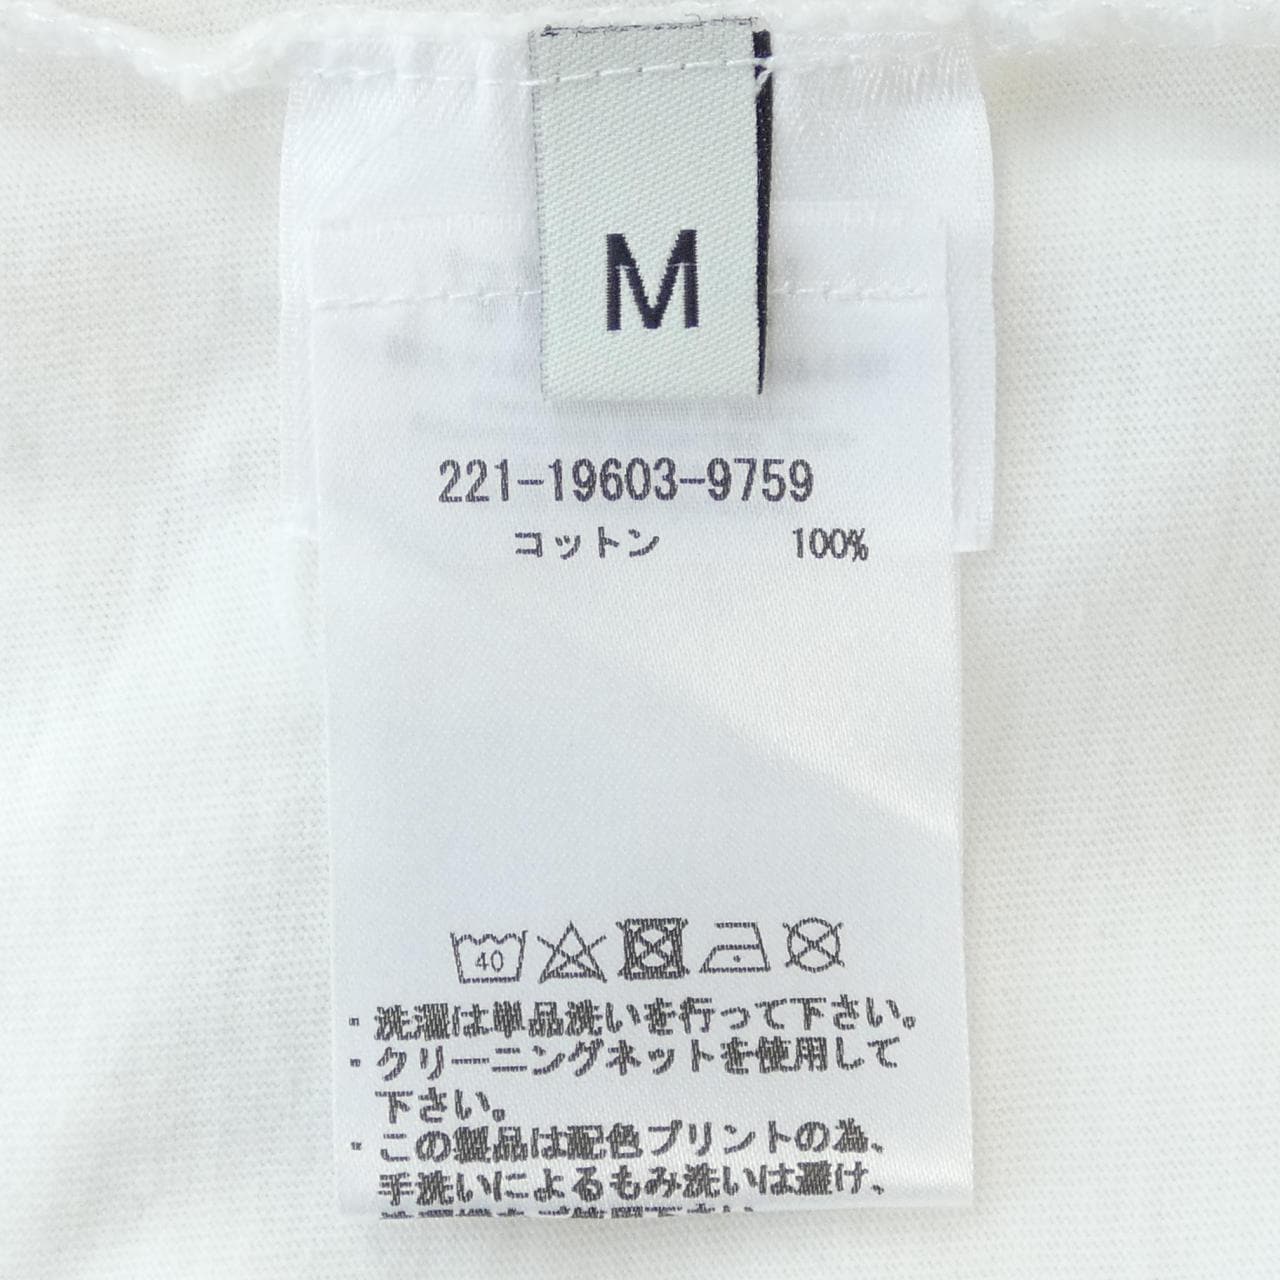 M
221-19603-9759
コットン 100%
40
・洗濯は単品洗いを行って下さい。
・クリーニングネットを使用して
下さい。
・この製品は配色プリントの為、
手洗いによるもみ洗いは避け、